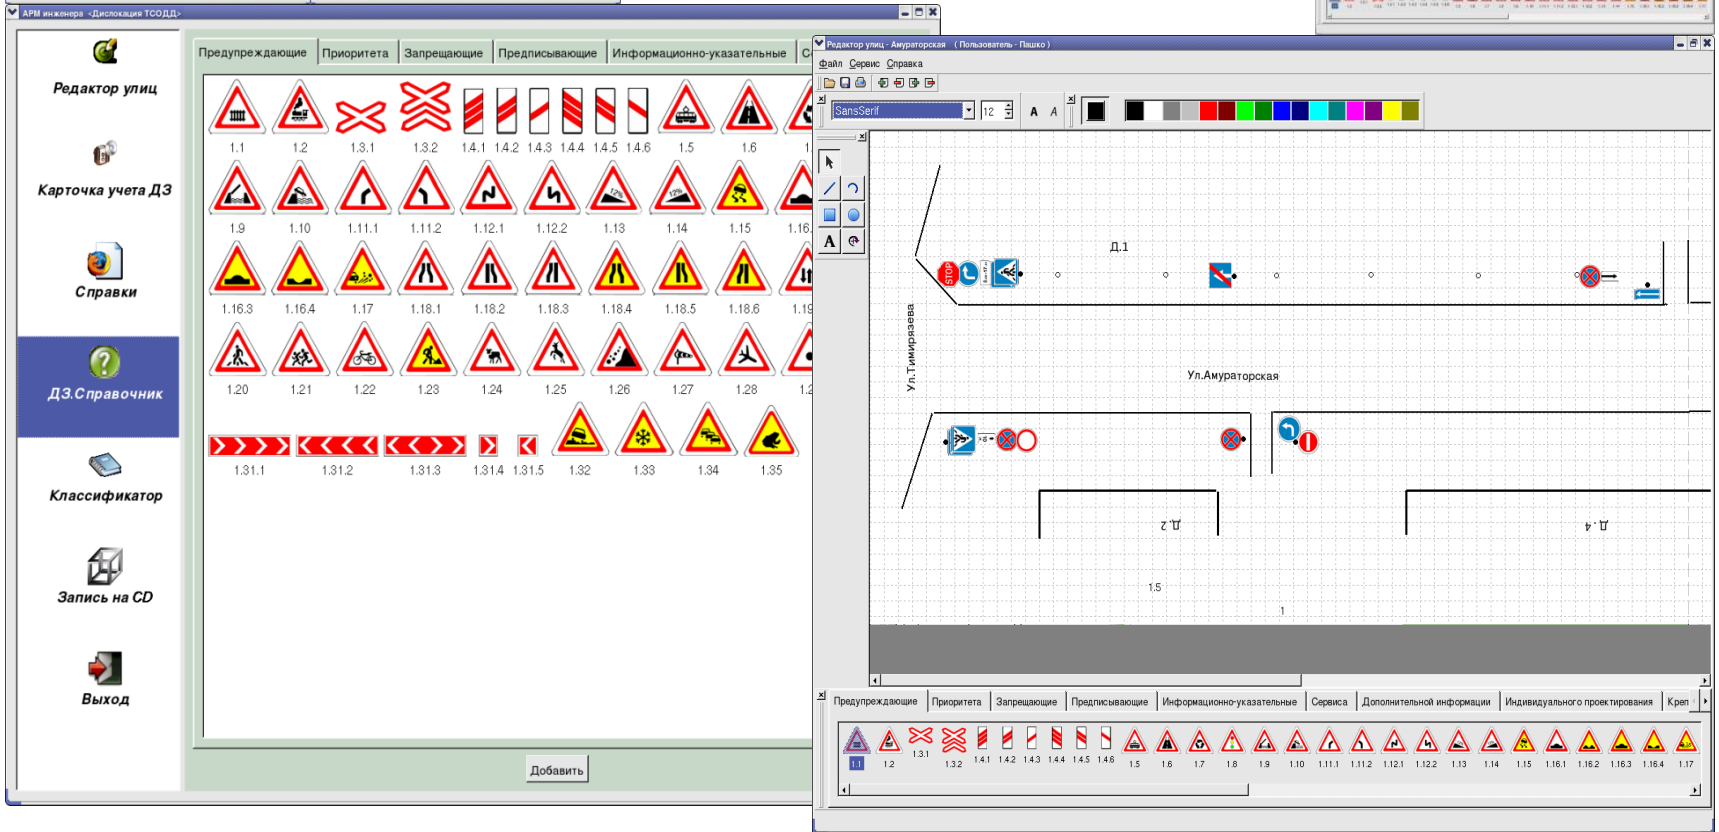 АРМ инженера <Дислокация ТСОДД>
Редактор улиц
Карточка учета ДЗ
Справки
ДЗ.Справочник
Классификатор
Запись на CD
Выход
Предупреждающие Приоритета Запрещающие Предписывающие Информационно-указательные
1.1 1.2 1.3.1 1.3.2 1.4.1 1.4.2 1.4.3 1.4.4 1.4.5 1.4.6 1.5 1.6
1.9 1.10 1.11.1 1.11.2 1.12.1 1.12.2 1.13 1.14 1.15 1.16.
12% 12%
1.16.3 1.16.4 1.17 1.18.1 1.18.2 1.18.3 1.18.4 1.18.5 1.18.6 1.19
1.20 1.21 1.22 1.23 1.24 1.25 1.26 1.27 1.28
1.31.1 1.31.2 1.31.3 1.31.4 1.31.5 1.32 1.33 1.34 1.35
Добавить
Редактор улиц - Амураторская ( Пользователь - Пашко )
Файл Сервис Справка
SansSerif 12 A A
A
Д.1
STOP
Ул.Тимирязева
Ул.Амураторская
Д.2
Д.4
1.5
1
Предупреждающие Приоритета Запрещающие Предписывающие Информационно-указательные Сервиса Дополнительной информации Индивидуального проектирования Креп
1.1 1.2 1.3.1 1.3.2 1.4.1 1.4.2 1.4.3 1.4.4 1.4.5 1.4.6 1.5 1.6 1.7 1.8 1.9 1.10 1.11.1 1.11.2 1.12.1 1.12.2 1.13 1.14 1.15 1.16.1 1.16.2 1.16.3 1.16.4 1.17